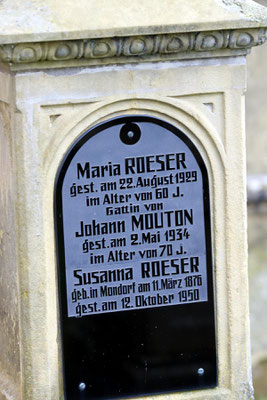 Maria ROESER
gest. am 22. August 1929
im Alter von 60 J.
Gattin von
Johann MOUTON
gest. am 2. Mai 1934
im Alter von 70 J.
Susanna ROESER
geb. in Mondorf am 11. März 1876
gest. am 12. Oktober 1950